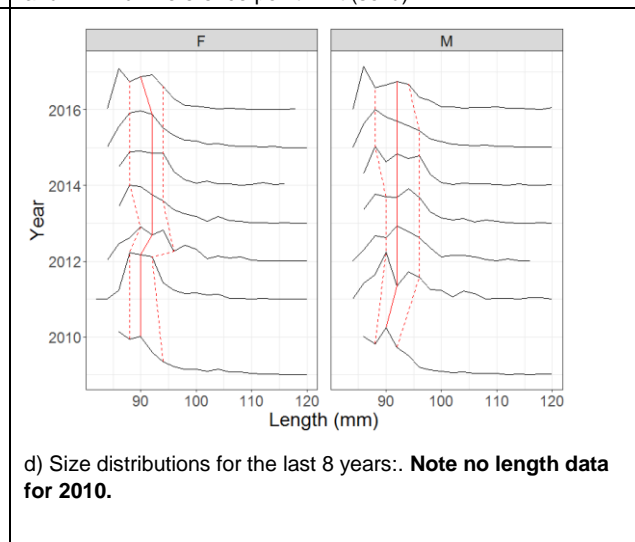 F M
2016
2014
2012
2010
Year
90 100 110 120 90 100 110 120
Length (mm)
d) Size distributions for the last 8 years:. Note no length data
for 2010.